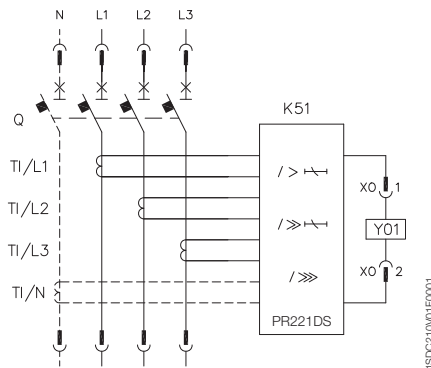 N L1 L2 L3
K51
Q
TI/L1
TI/L2
TI/L3
TI/N
I >
I ≫
I ⋙
PR221DS
X0 1
Y01
X0 2
1SDC210V01F0001